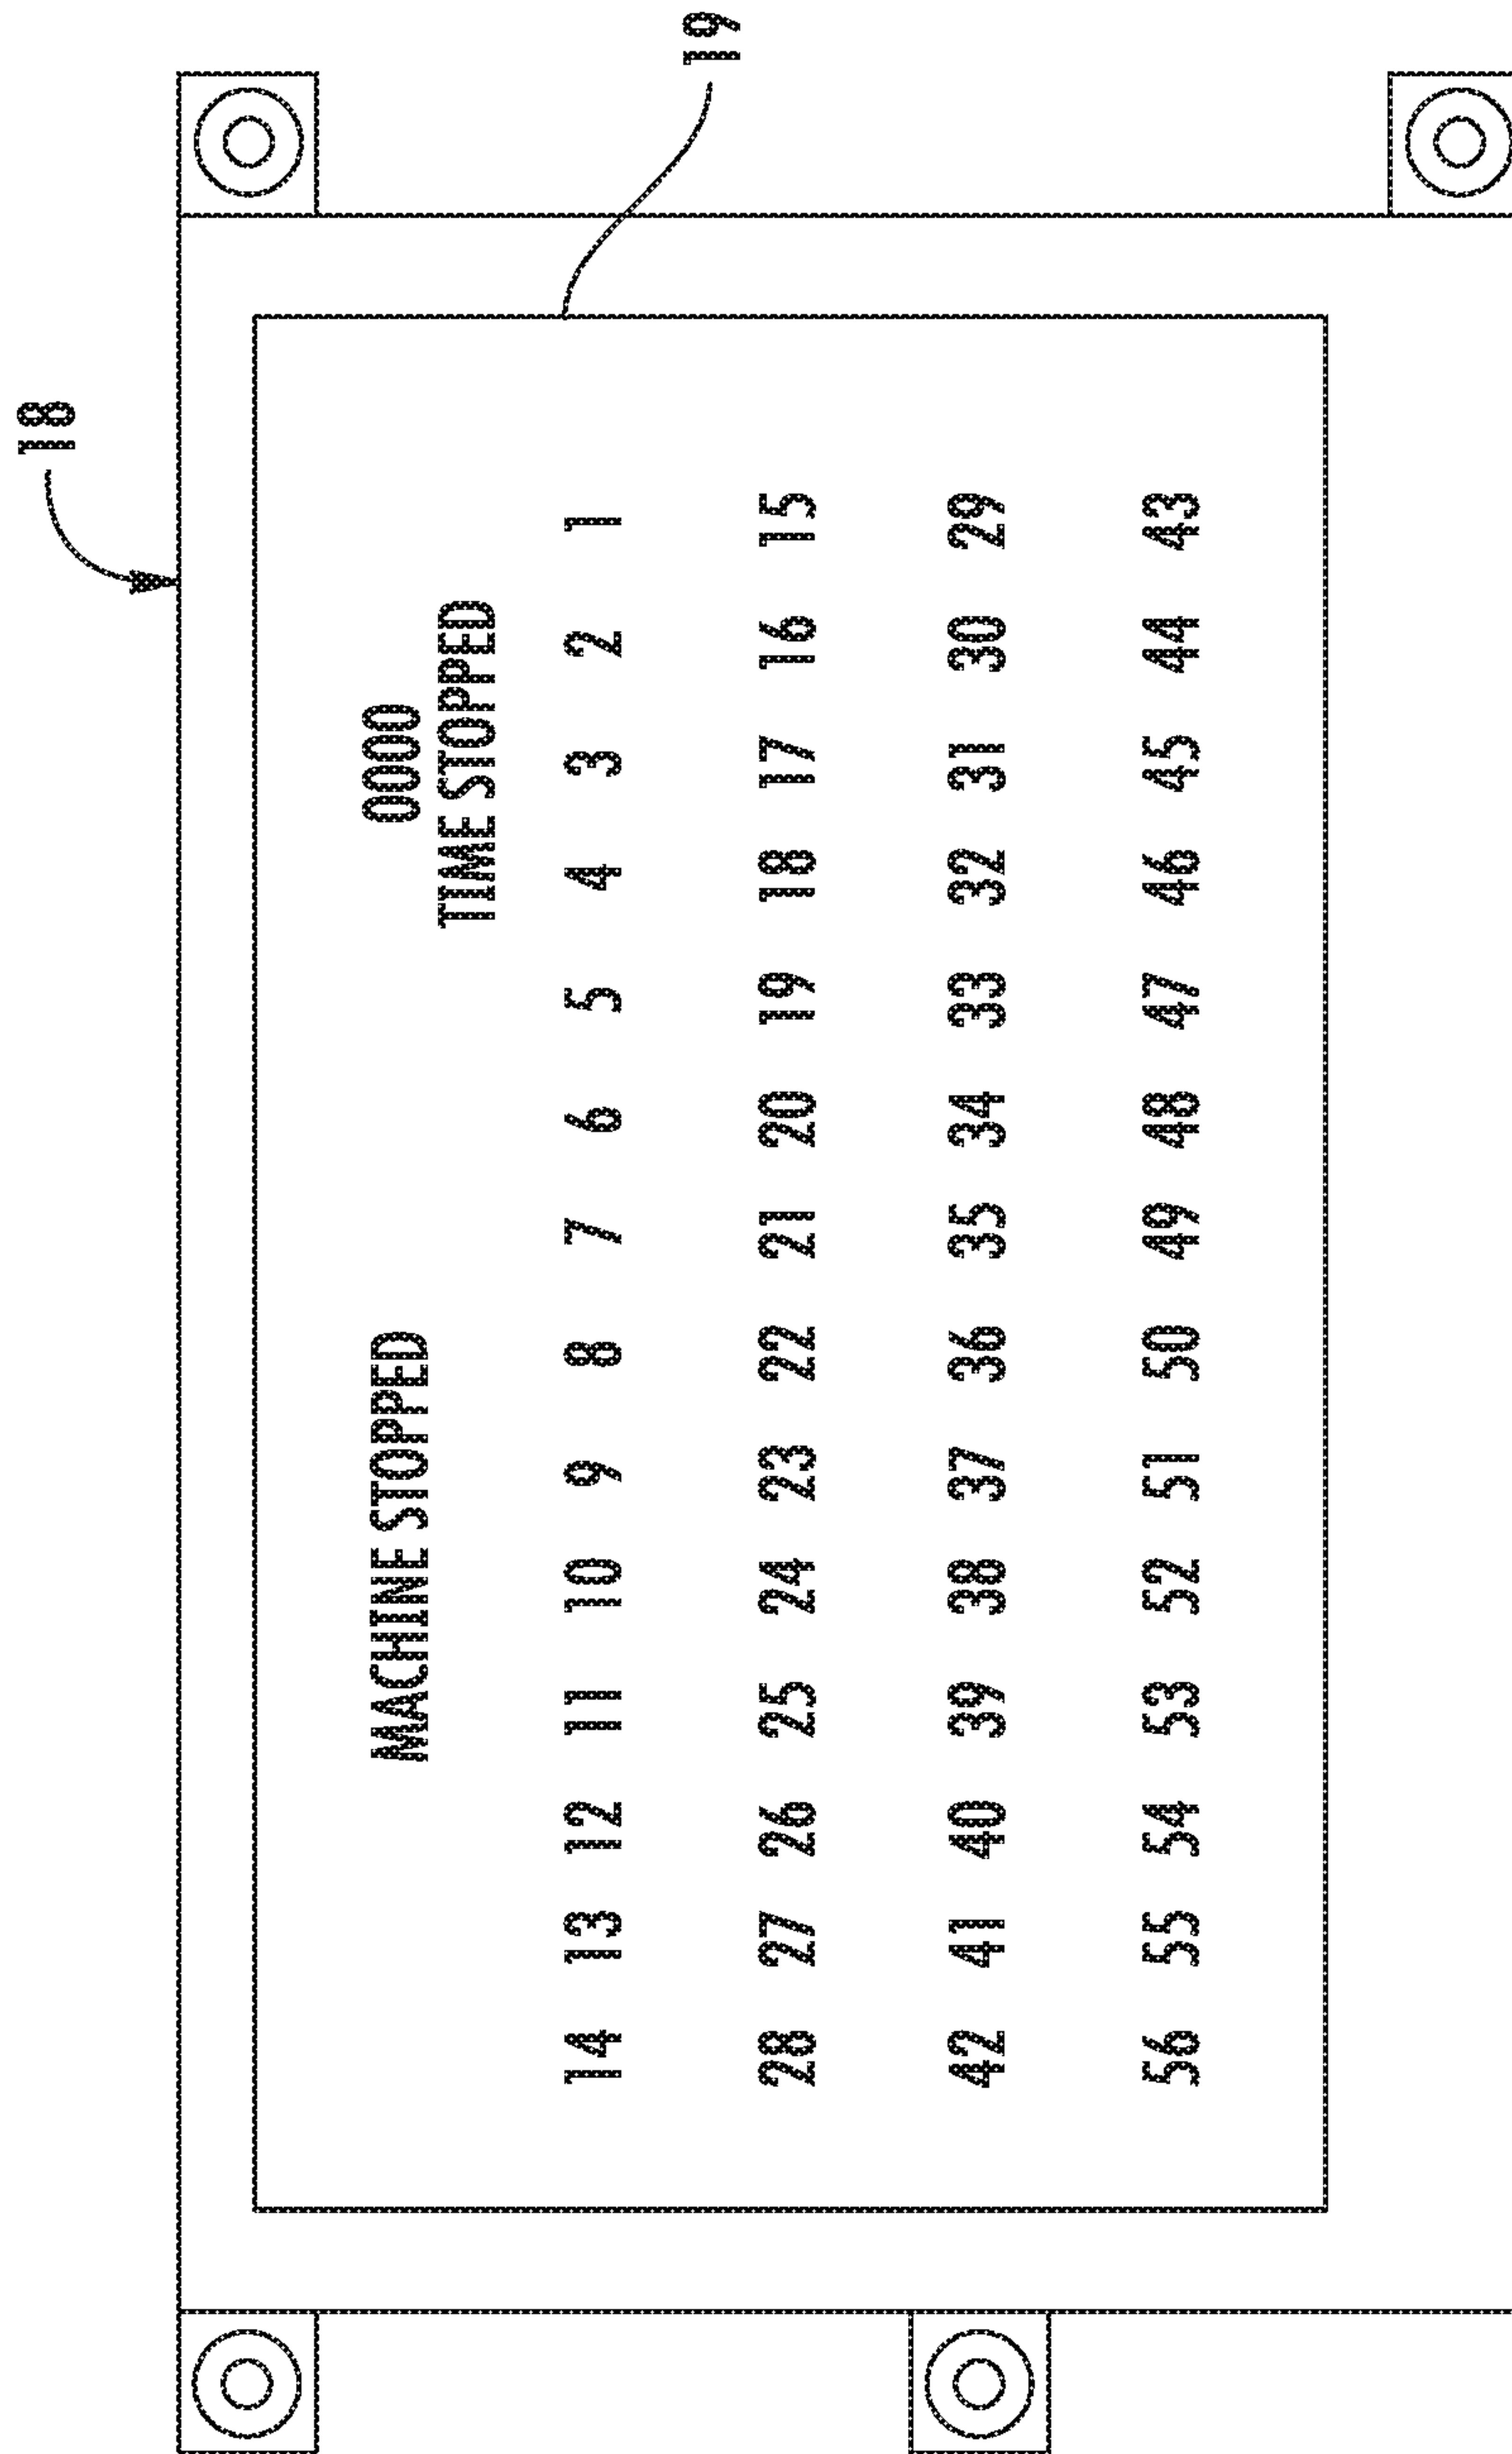 18
MACHINE STOPPED 0000
TIME STOPPED
14 13 12 11 10 9 8 7 6 5 4 3 2 1
19
28 27 26 25 24 23 22 21 20 19 18 17 16 15
42 41 40 39 38 37 36 35 34 33 32 31 30 29
56 55 54 53 52 51 50 49 48 47 46 45 44 43